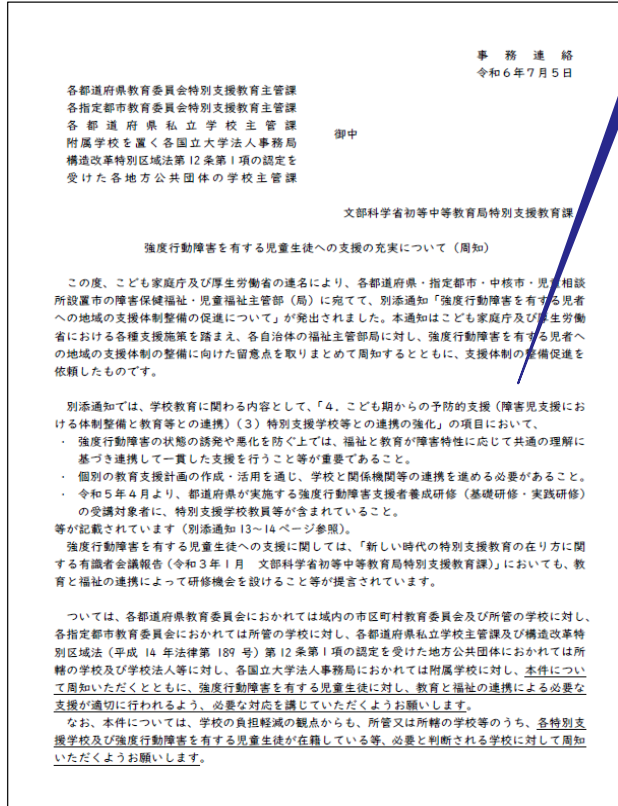 事務連絡
令和６年７月５日
各都道府県教育委員会特別支援教育主管課
各指定都市教育委員会特別支援教育主管課
各都道府県私立学校主管課
附属学校を置く各国立大学法人事務局
構造改革特別区域法第12条第１項の認定を
受けた各地方公共団体の学校主管課
御中
文部科学省初等中等教育局特別支援教育課
強度行動障害を有する児童生徒への支援の充実について（周知）
この度、こども家庭庁及び厚生労働省の連名により、各都道府県・指定都市・中核市・児童相談
所設置市の障害保健福祉・児童福祉主管部（局）に宛てて、別添通知「強度行動障害を有する児者
への地域の支援体制整備の促進について」が発出されました。本通知はこども家庭庁及び厚生労働
省における各種支援施策を踏まえ、各自治体の福祉主管部局に対し、強度行動障害を有する児者へ
の地域の支援体制の整備に向けた留意点を取りまとめて周知するとともに、支援体制の整備促進を
依頼したものです。
別添通知では、学校教育に関わる内容として、「４．こども期からの予防的支援（障害児支援にお
ける体制整備と教育等との連携）（３）特別支援学校等との連携の強化」の項目において、
・ 強度行動障害の状態の誘発や悪化を防ぐ上では、福祉と教育が障害特性に応じて共通の理解に
基づき連携して一貫した支援を行うこと等が重要であること。
・ 個別の教育支援計画の作成・活用を通じ、学校と関係機関等の連携を進める必要があること。
・ 令和５年４月より、都道府県が実施する強度行動障害支援者養成研修（基礎研修・実践研修）
の受講対象者に、特別支援学校教員等が含まれていること。
等が記載されています（別添通知13～14ページ参照）。
強度行動障害を有する児童生徒への支援に関しては、「新しい時代の特別支援教育の在り方に関
する有識者会議報告（令和３年１月　文部科学省初等中等教育局特別支援教育課）」においても、教
育と福祉の連携によって研修機会を設けること等が提言されています。
ついては、各都道府県教育委員会におかれては域内の市区町村教育委員会及び所管の学校に対し、
各指定都市教育委員会におかれては所管の学校に対し、各都道府県私立学校主管課及び構造改革特
別区域法（平成 14 年法律第 189 号）第 12 条第１項の認定を受けた地方公共団体におかれては所
轄の学校及び学校法人等に対し、各国立大学法人事務局におかれては附属学校に対し、本件につい
て周知いただくとともに、強度行動障害を有する児童生徒に対し、教育と福祉の連携による必要な
支援が適切に行われるよう、必要な対応を講じていただくようお願いします。
なお、本件については、学校の負担軽減の観点からも、所管又は所轄の学校等のうち、各特別支
援学校及び強度行動障害を有する児童生徒が在籍している等、必要と判断される学校に対して周知
いただくようお願いします。